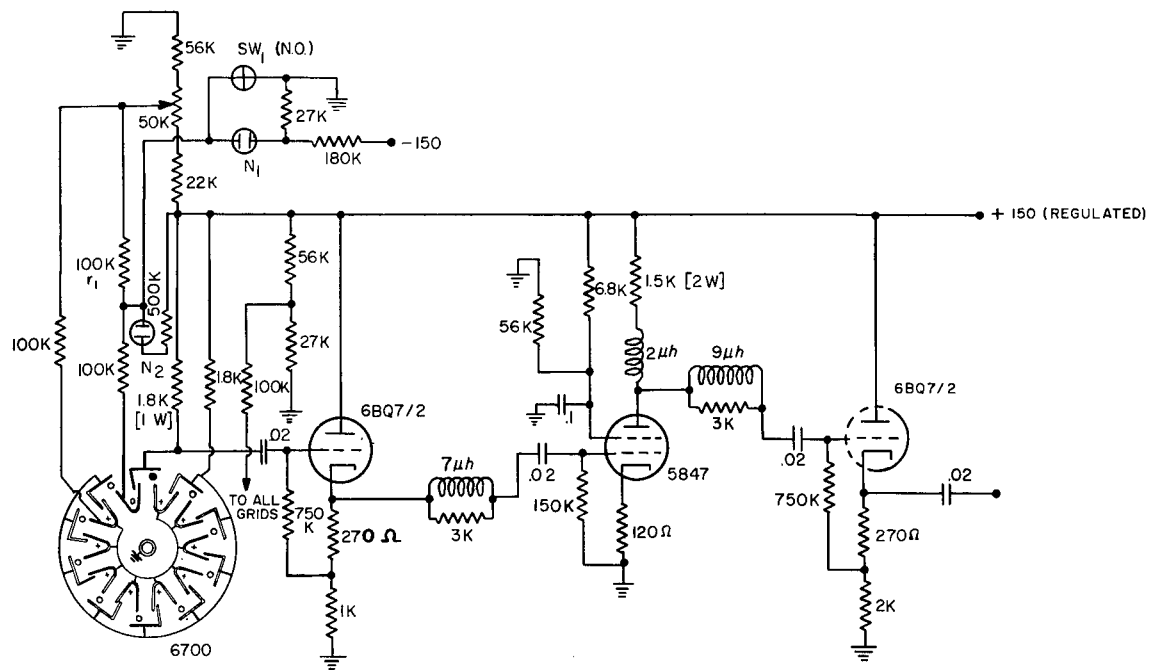 56K
SW1 (N.O.)
50K
27K
N1
180K
-150
22K
+ 150 (REGULATED)
100K
r1
500K
56K
6.8K
1.5K [2W]
56K
100K
100K
N2
1.8K
[1 W]
1.8K
100K
27K
2µh
9µh
3K
6BQ7/2
6BQ7/2
.02
.1
7µh
.02
5847
.02
.02
TO ALL
GRIDS
750
K
270Ω
3K
150K
120Ω
750K
270Ω
1K
2K
6700